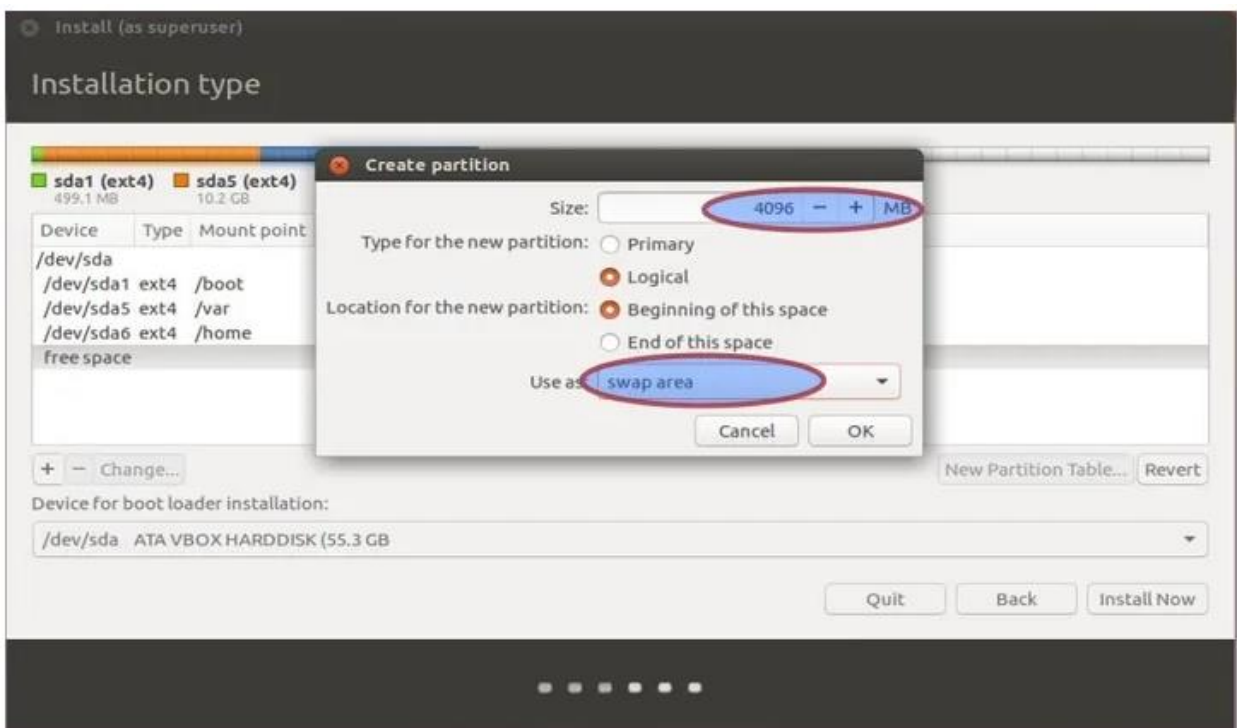 Install (as superuser)
Installation type
sda1 (ext4) sda5 (ext4)
499.1 MB 10.2 GB
Device Type Mount point
/dev/sda
/dev/sda1 ext4 /boot
/dev/sda5 ext4 /var
/dev/sda6 ext4 /home
free space
+ − Change...
Create partition
Size: 4096 − + MB
Type for the new partition: Primary
Logical
Location for the new partition: Beginning of this space
End of this space
Use as: swap area
Cancel OK
New Partition Table... Revert
Device for boot loader installation:
/dev/sda ATA VBOX HARDDISK (55.3 GB
Quit Back Install Now